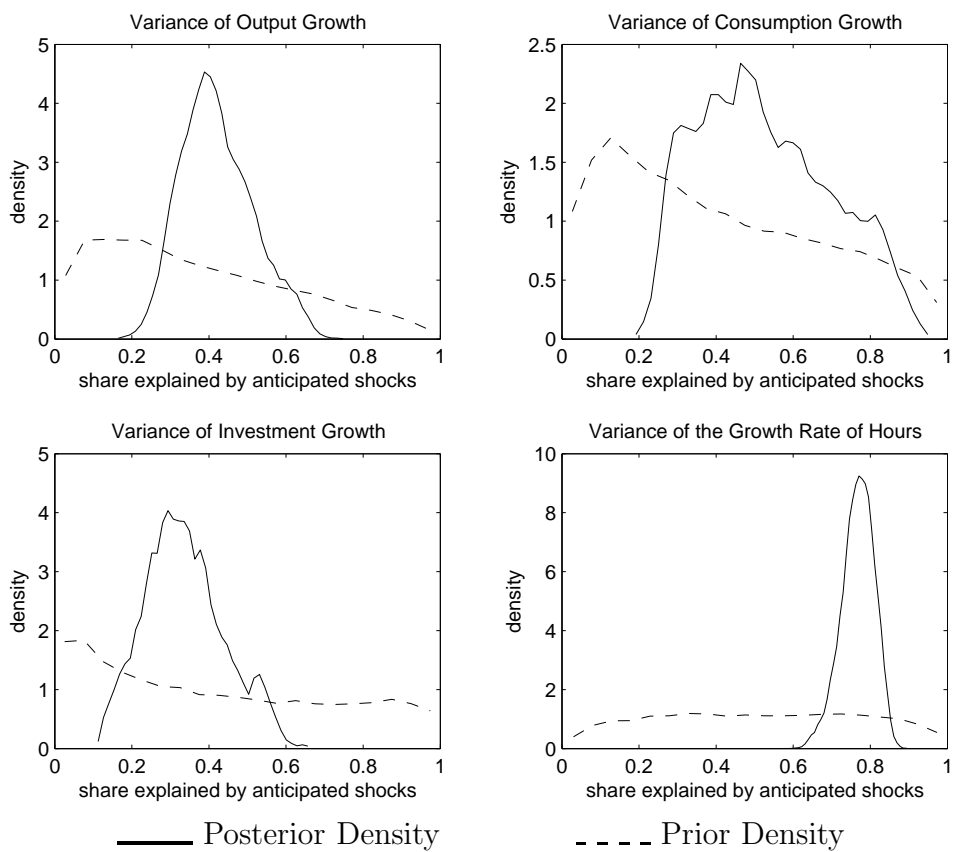 Variance of Output Growth
5
4
3
2
1
0
density
0 0.2 0.4 0.6 0.8 1
share explained by anticipated shocks
Variance of Consumption Growth
2.5
2
1.5
1
0.5
0
density
0 0.2 0.4 0.6 0.8 1
share explained by anticipated shocks
Variance of Investment Growth
5
4
3
2
1
0
density
0 0.2 0.4 0.6 0.8 1
share explained by anticipated shocks
Variance of the Growth Rate of Hours
10
8
6
4
2
0
density
0 0.2 0.4 0.6 0.8 1
share explained by anticipated shocks
Posterior Density
Prior Density